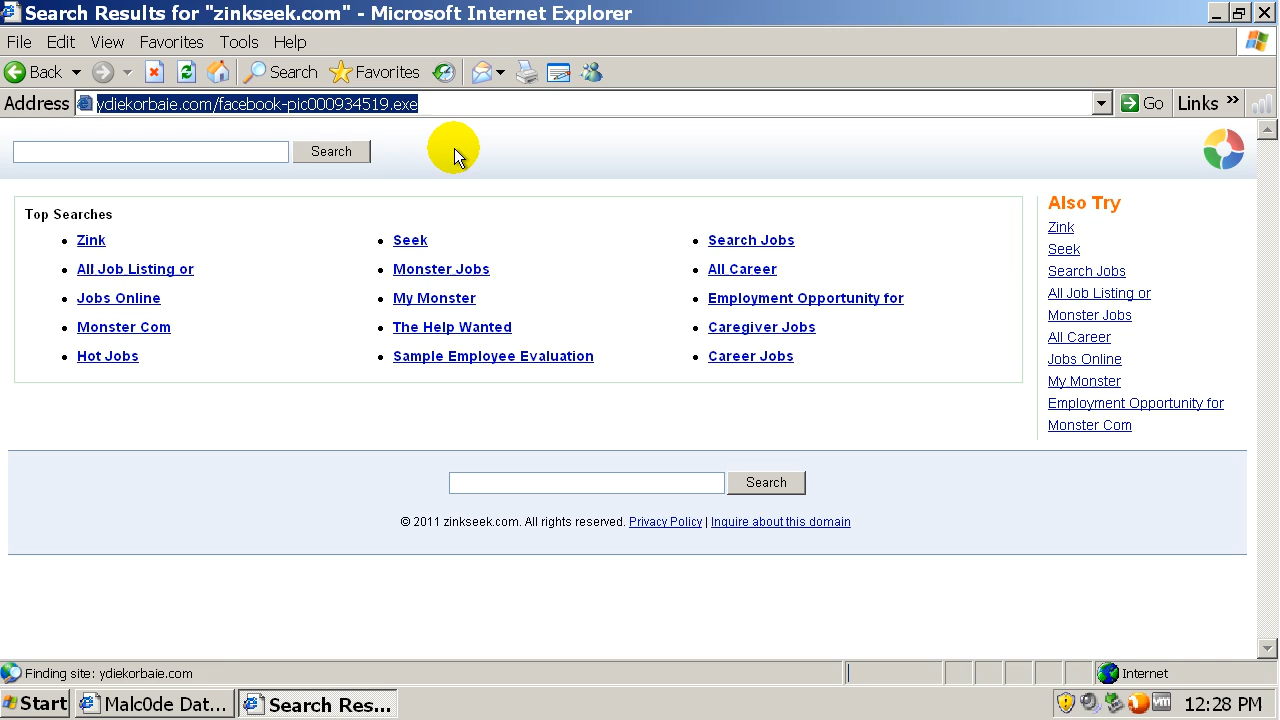 Search Results for "zinkseek.com" - Microsoft Internet Explorer
File Edit View Favorites Tools Help
Back Search Favorites
Address ydiekorbaie.com/facebook-pic000934519.exe Go Links »
Search
Top Searches
Zink Seek Search Jobs
All Job Listing or Monster Jobs All Career
Jobs Online My Monster Employment Opportunity for
Monster Com The Help Wanted Caregiver Jobs
Hot Jobs Sample Employee Evaluation Career Jobs
Also Try
Zink
Seek
Search Jobs
All Job Listing or
Monster Jobs
All Career
Jobs Online
My Monster
Employment Opportunity for
Monster Com
Search
© 2011 zinkseek.com. All rights reserved. Privacy Policy | Inquire about this domain
Finding site: ydiekorbaie.com Internet
Start Malc0de Dat... Search Res... 12:28 PM